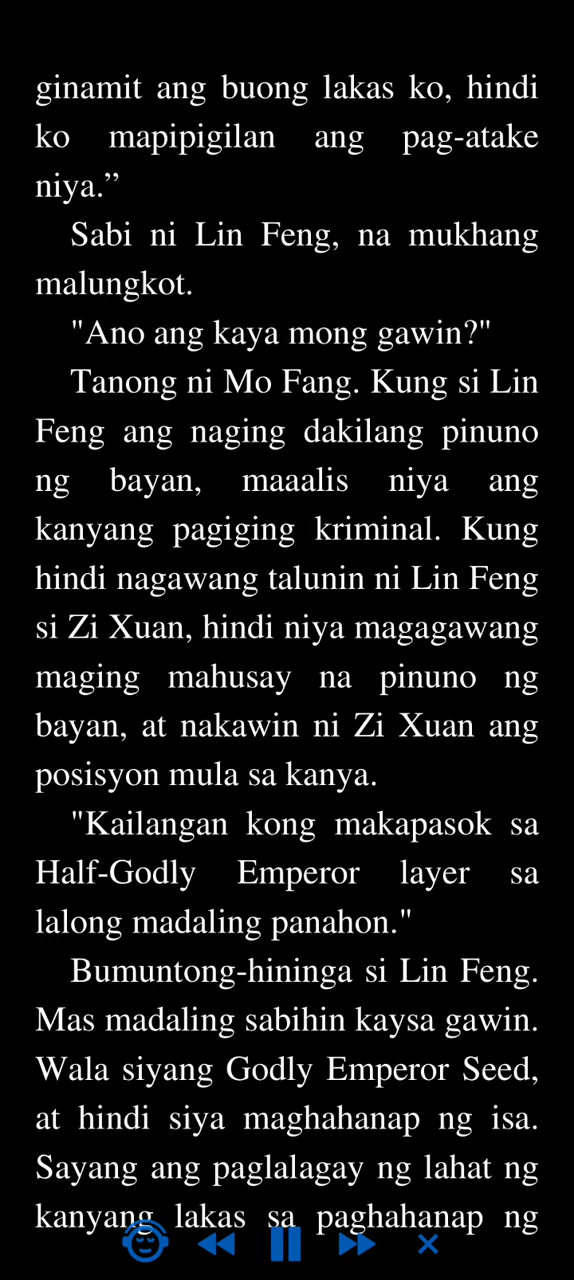 ginamit ang buong lakas ko, hindi
ko mapipigilan ang pag-atake
niya.”
Sabi ni Lin Feng, na mukhang
malungkot.
"Ano ang kaya mong gawin?"
Tanong ni Mo Fang. Kung si Lin
Feng ang naging dakilang pinuno
ng bayan, maaalis niya ang
kanyang pagiging kriminal. Kung
hindi nagawang talunin ni Lin Feng
si Zi Xuan, hindi niya magagawang
maging mahusay na pinuno ng
bayan, at nakawin ni Zi Xuan ang
posisyon mula sa kanya.
"Kailangan kong makapasok sa
Half-Godly Emperor layer sa
lalong madaling panahon."
Bumuntong-hininga si Lin Feng.
Mas madaling sabihin kaysa gawin.
Wala siyang Godly Emperor Seed,
at hindi siya maghahanap ng isa.
Sayang ang paglalagay ng lahat ng
kanyang lakas sa paghahanap ng